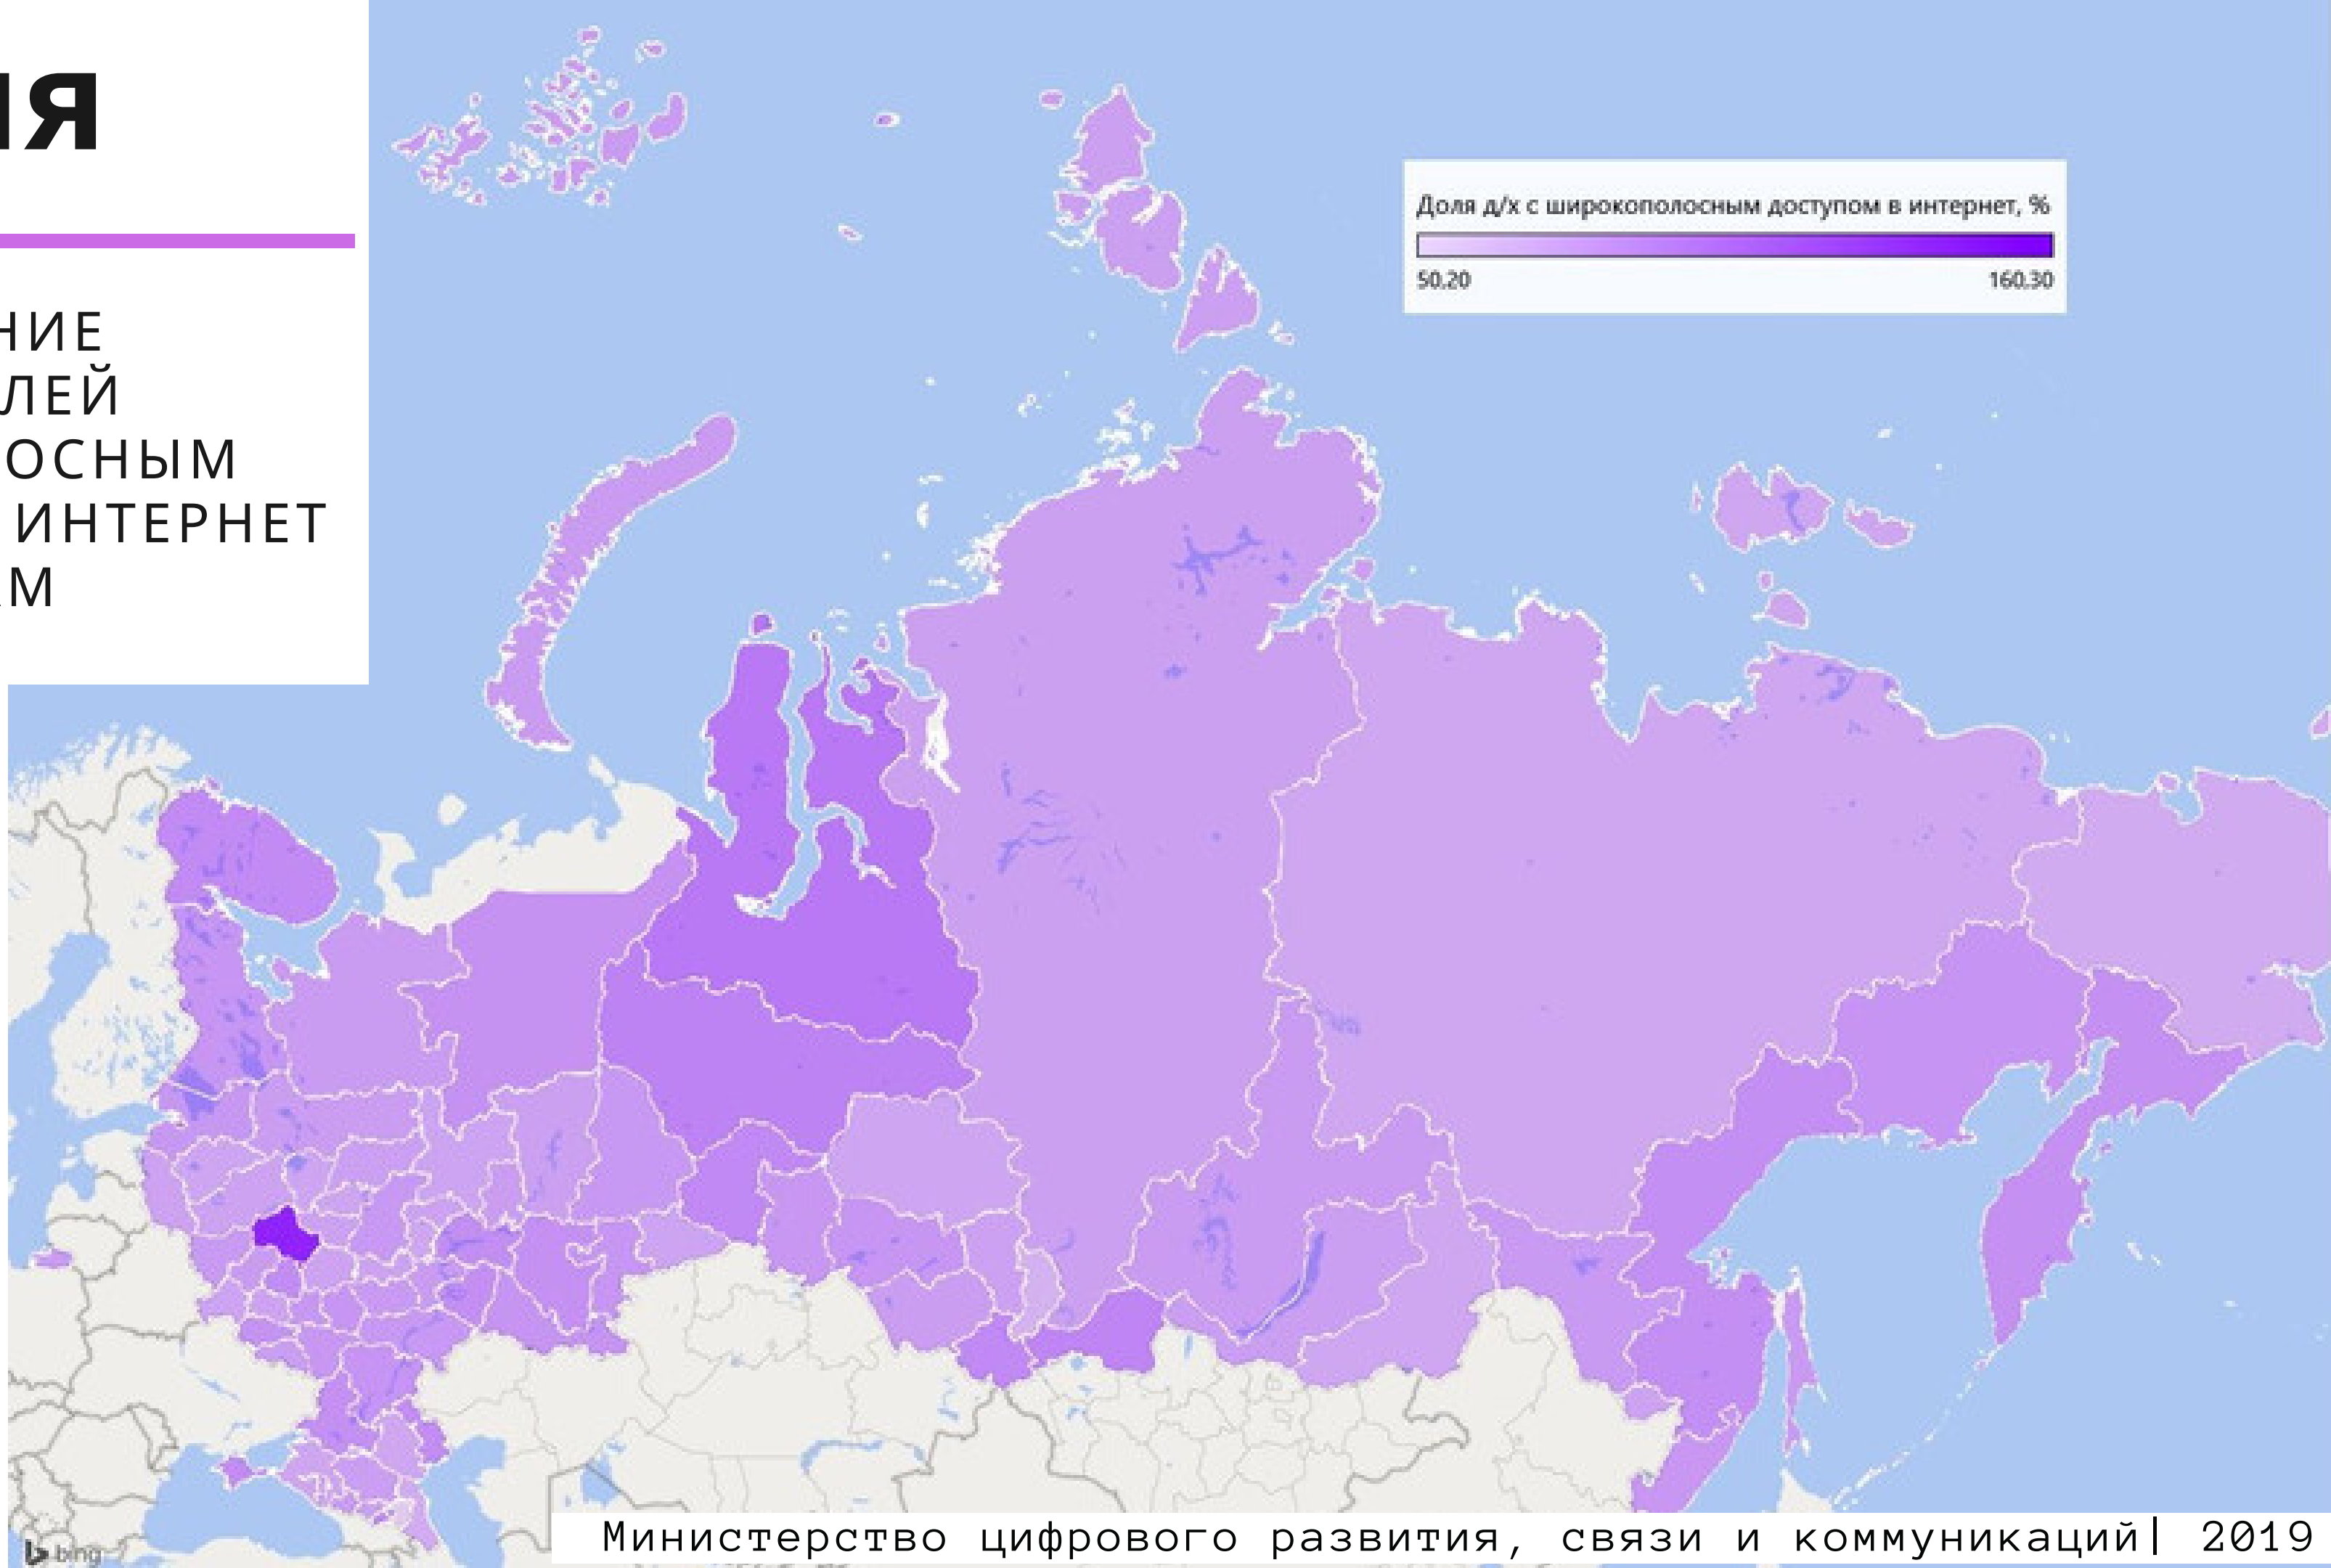 ИЯ
НИЕ
ЛЕЙ
ОСНЫМ
ИНТЕРНЕТ
АМ
Доля д/х с широкополосным доступом в интернет, %
50.20 160.30
Министерство цифрового развития, связи и коммуникаций| 2019
bing